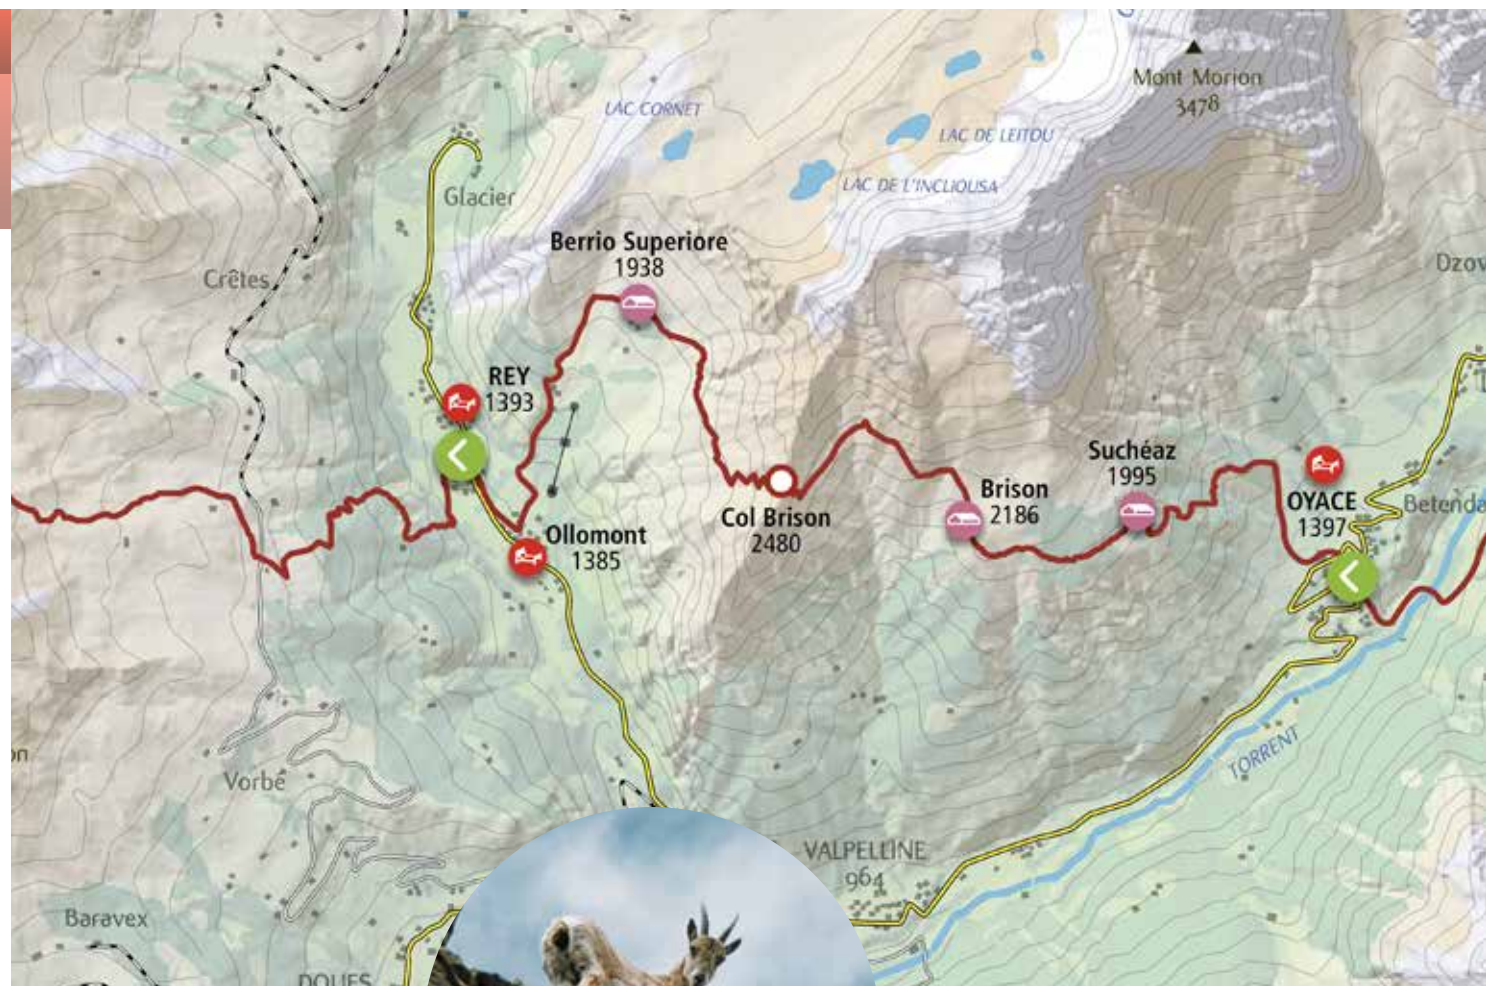 Mont Morion
3478
LAC CORNET
LAC DE LEITOU
LAC DE L'INCLIOUSA
Glacier
Berrio Superiore
1938
Crêtes
Dzov
REY
1393
Suchéaz
1995
Brison
2186
OYACE
1397
Betenda
Col Brison
2480
Ollomont
1385
on
Vorbé
TORRENT
VALPELLINE
964
Baravex
DOUES